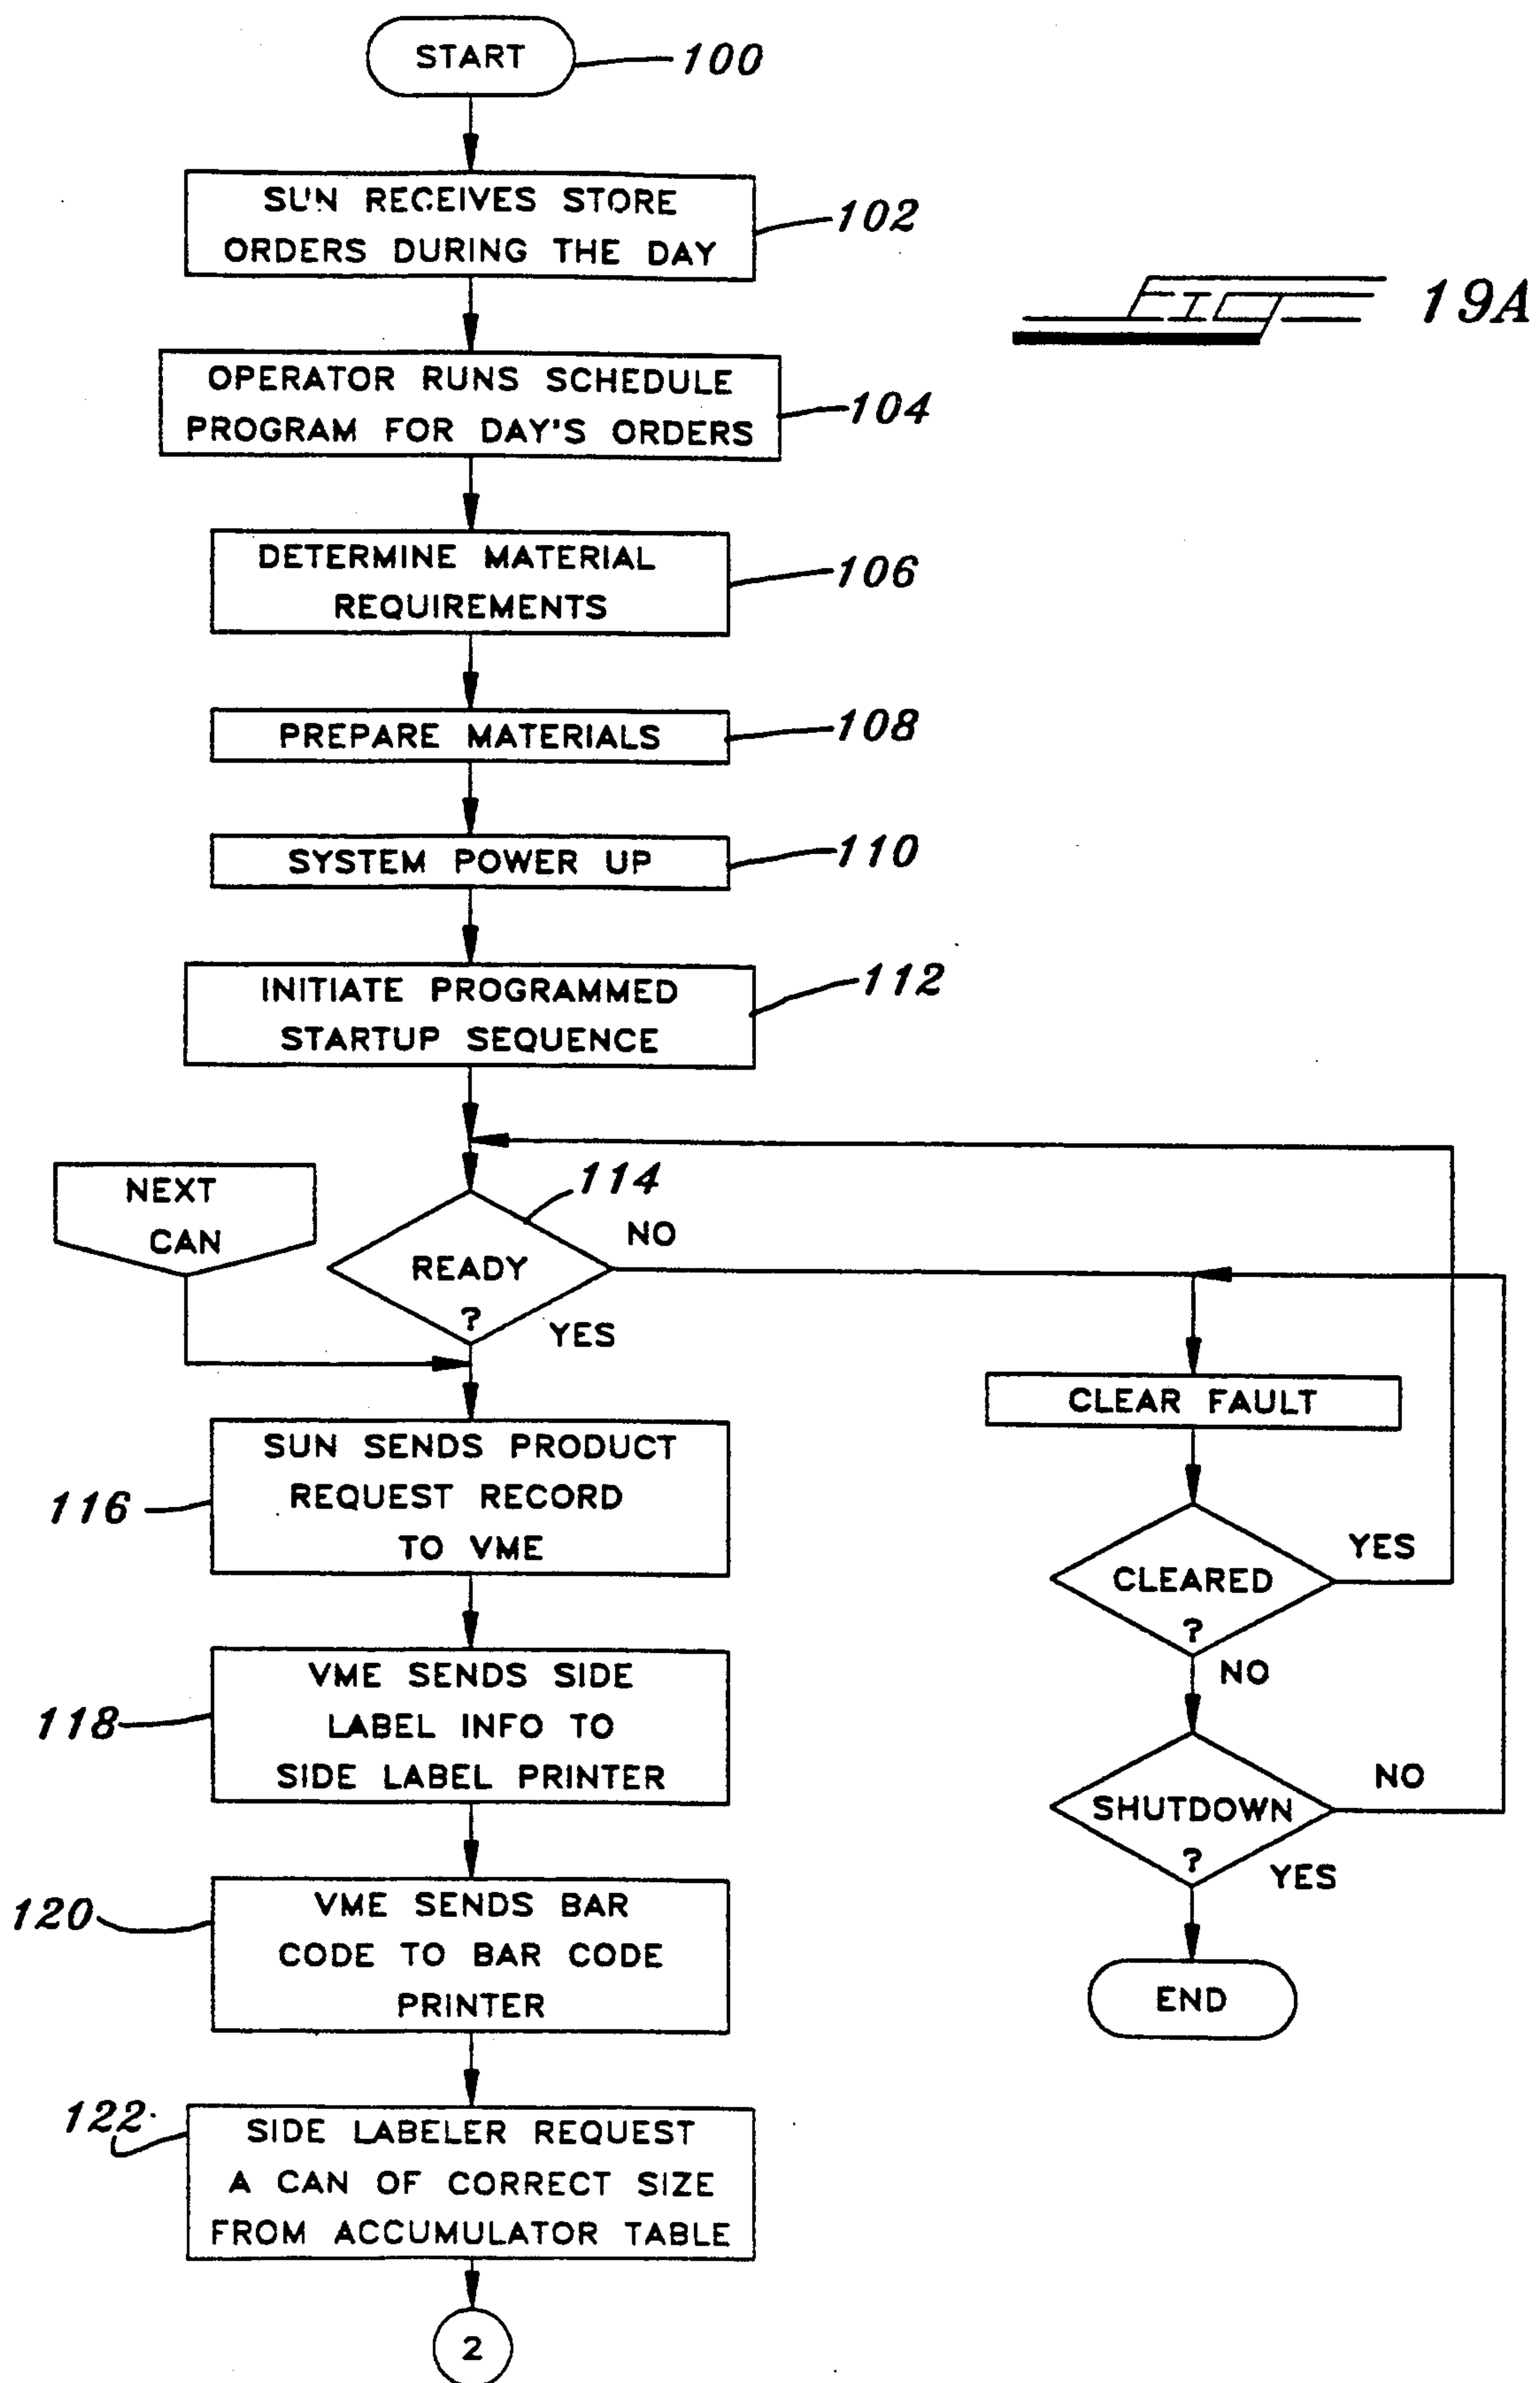 START
100
SUN RECEIVES STORE
ORDERS DURING THE DAY
102
FIG 19A
OPERATOR RUNS SCHEDULE
PROGRAM FOR DAY'S ORDERS
104
DETERMINE MATERIAL
REQUIREMENTS
106
PREPARE MATERIALS
108
SYSTEM POWER UP
110
INITIATE PROGRAMMED
STARTUP SEQUENCE
112
NEXT
CAN
114
READY
?
NO
YES
CLEAR FAULT
SUN SENDS PRODUCT
REQUEST RECORD
TO VME
116
CLEARED
?
YES
NO
VME SENDS SIDE
LABEL INFO TO
SIDE LABEL PRINTER
118
SHUTDOWN
?
NO
YES
VME SENDS BAR
CODE TO BAR CODE
PRINTER
120
END
SIDE LABELER REQUEST
A CAN OF CORRECT SIZE
FROM ACCUMULATOR TABLE
122
2